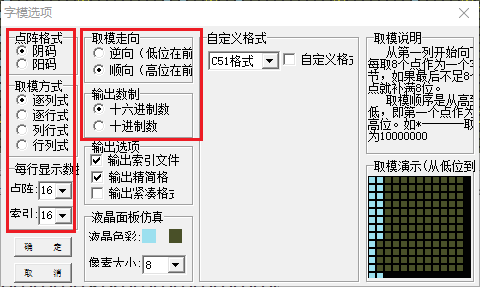 字模选项
点阵格式
阴码
阳码
取模方式
逐列式
逐行式
列行式
行列式
每行显示数据
点阵: 16
索引: 16
确 定
取 消
取模走向
逆向（低位在前
顺向（高位在前
输出数制
十六进制数
十进制数
输出选项
输出索引文件
输出精简格
输出紧凑格式
液晶面板仿真
液晶色彩:
像素大小: 8
自定义格式
C51格式
自定义格式
取模说明
从第一列开始向下
每取8个点作为一个字
节，如果最后不足8个
点就补满8位。
取模顺序是从高到
低，即第一个点作为
高位。如*-------取
为10000000
取模演示(从低位到